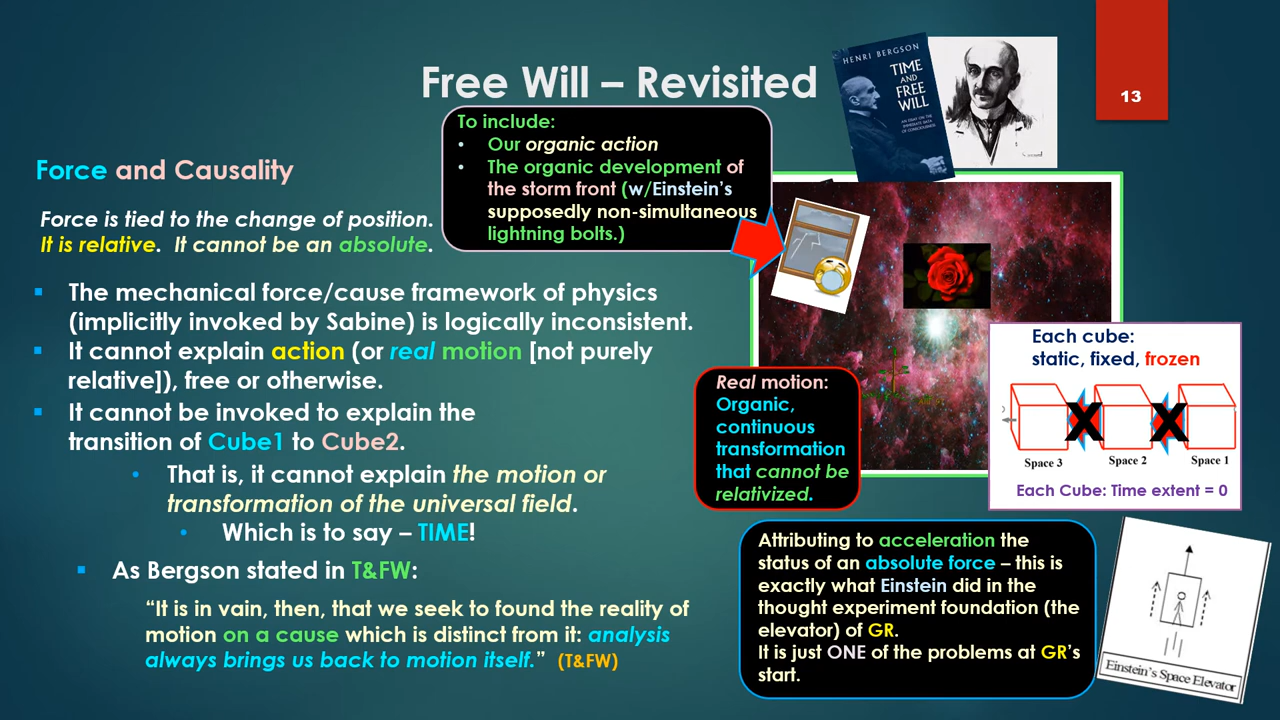 Free Will – Revisited
13
HENRI BERGSON
TIME
AND
FREE
WILL
AN ESSAY ON THE
IMMEDIATE DATA
OF CONSCIOUSNESS
To include:
• Our organic action
• The organic development of
the storm front (w/Einstein’s
supposedly non-simultaneous
lightning bolts.)
Force and Causality
Force is tied to the change of position.
It is relative. It cannot be an absolute.
▪ The mechanical force/cause framework of physics
(implicitly invoked by Sabine) is logically inconsistent.
▪ It cannot explain action (or real motion [not purely
relative]), free or otherwise.
▪ It cannot be invoked to explain the
transition of Cube1 to Cube2.
• That is, it cannot explain the motion or
transformation of the universal field.
• Which is to say – TIME!
▪ As Bergson stated in T&FW:
“It is in vain, then, that we seek to found the reality of
motion on a cause which is distinct from it: analysis
always brings us back to motion itself.” (T&FW)
Real motion:
Organic,
continuous
transformation
that cannot be
relativized.
Each cube:
static, fixed, frozen
X X
Space 3 Space 2 Space 1
Each Cube: Time extent = 0
Attributing to acceleration the
status of an absolute force – this is
exactly what Einstein did in the
thought experiment foundation (the
elevator) of GR.
It is just ONE of the problems at GR’s
start.
Einstein's Space Elevator